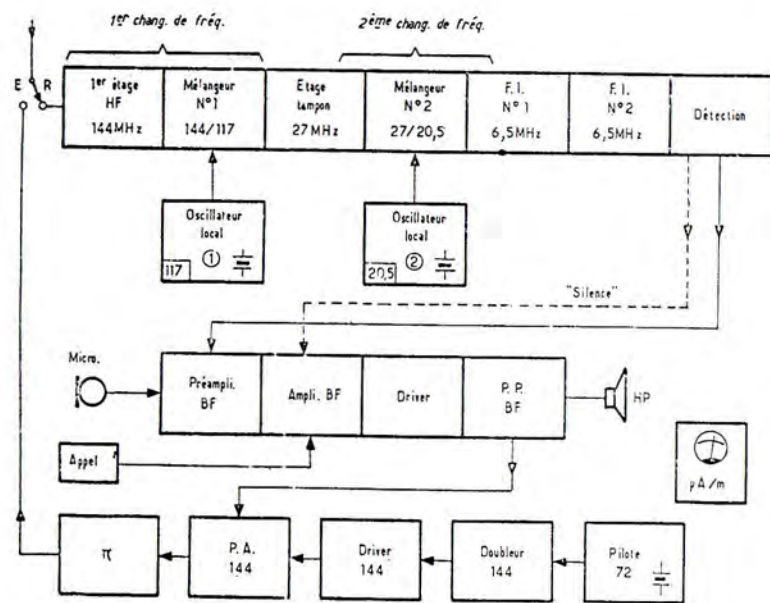 1er chang. de fréq.
2ème chang. de fréq.
E R
1er étage
HF
144MHz
Mélangeur
N°1
144/117
Etage
tampon
27 MHz
Mélangeur
N°2
27/20,5
F.I.
N°1
6,5MHz
F.I.
N°2
6,5MHz
Détection
Oscillateur
local
①
117
Oscillateur
local
②
20,5
"Silence"
Micro.
Préampli.
BF
Ampli. BF
Driver
P. P.
BF
HP
Appel
µA/m
π
P. A.
144
Driver
144
Doubleur
144
Pilote
72